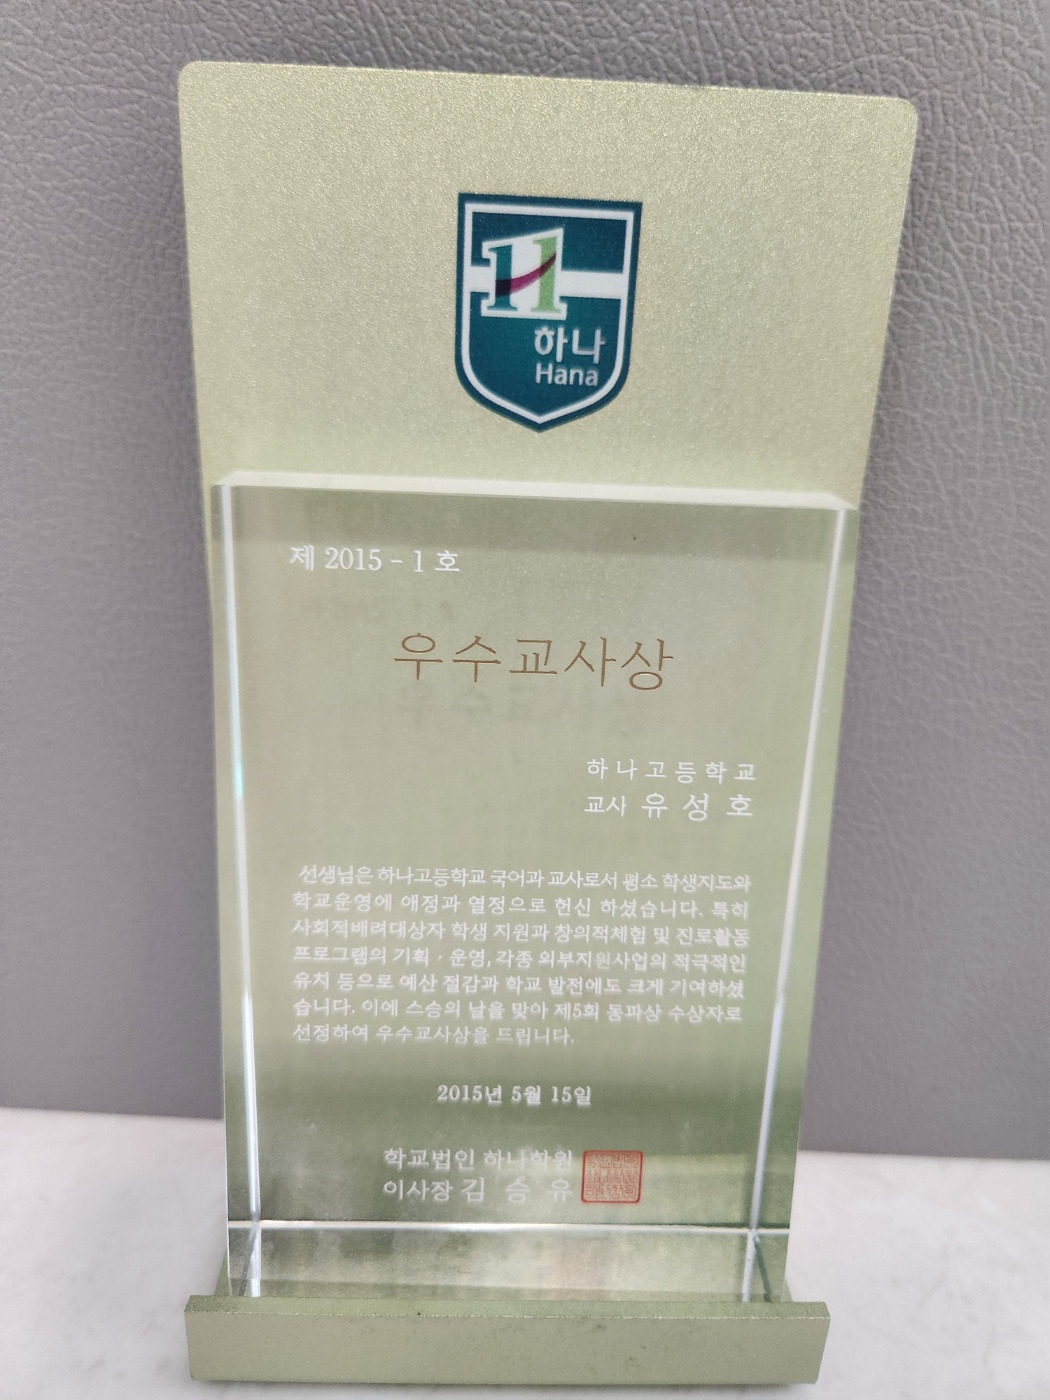 하나
Hana
제 2015 - 1 호
우수교사상
하나고등학교
교사 유성호
선생님은 하나고등학교 국어과 교사로서 평소 학생지도와
학교운영에 애정과 열정으로 헌신 하셨습니다. 특히
사회적배려대상자 학생 지원과 창의적체험 및 진로활동
프로그램의 기획 · 운영, 각종 외부지원사업의 적극적인
유치 등으로 예산 절감과 학교 발전에도 크게 기여하셨
습니다. 이에 스승의 날을 맞아 제5회 동파상 수상자로
선정하여 우수교사상을 드립니다.
2015년 5월 15일
학교법인 하나학원
이사장 김승유